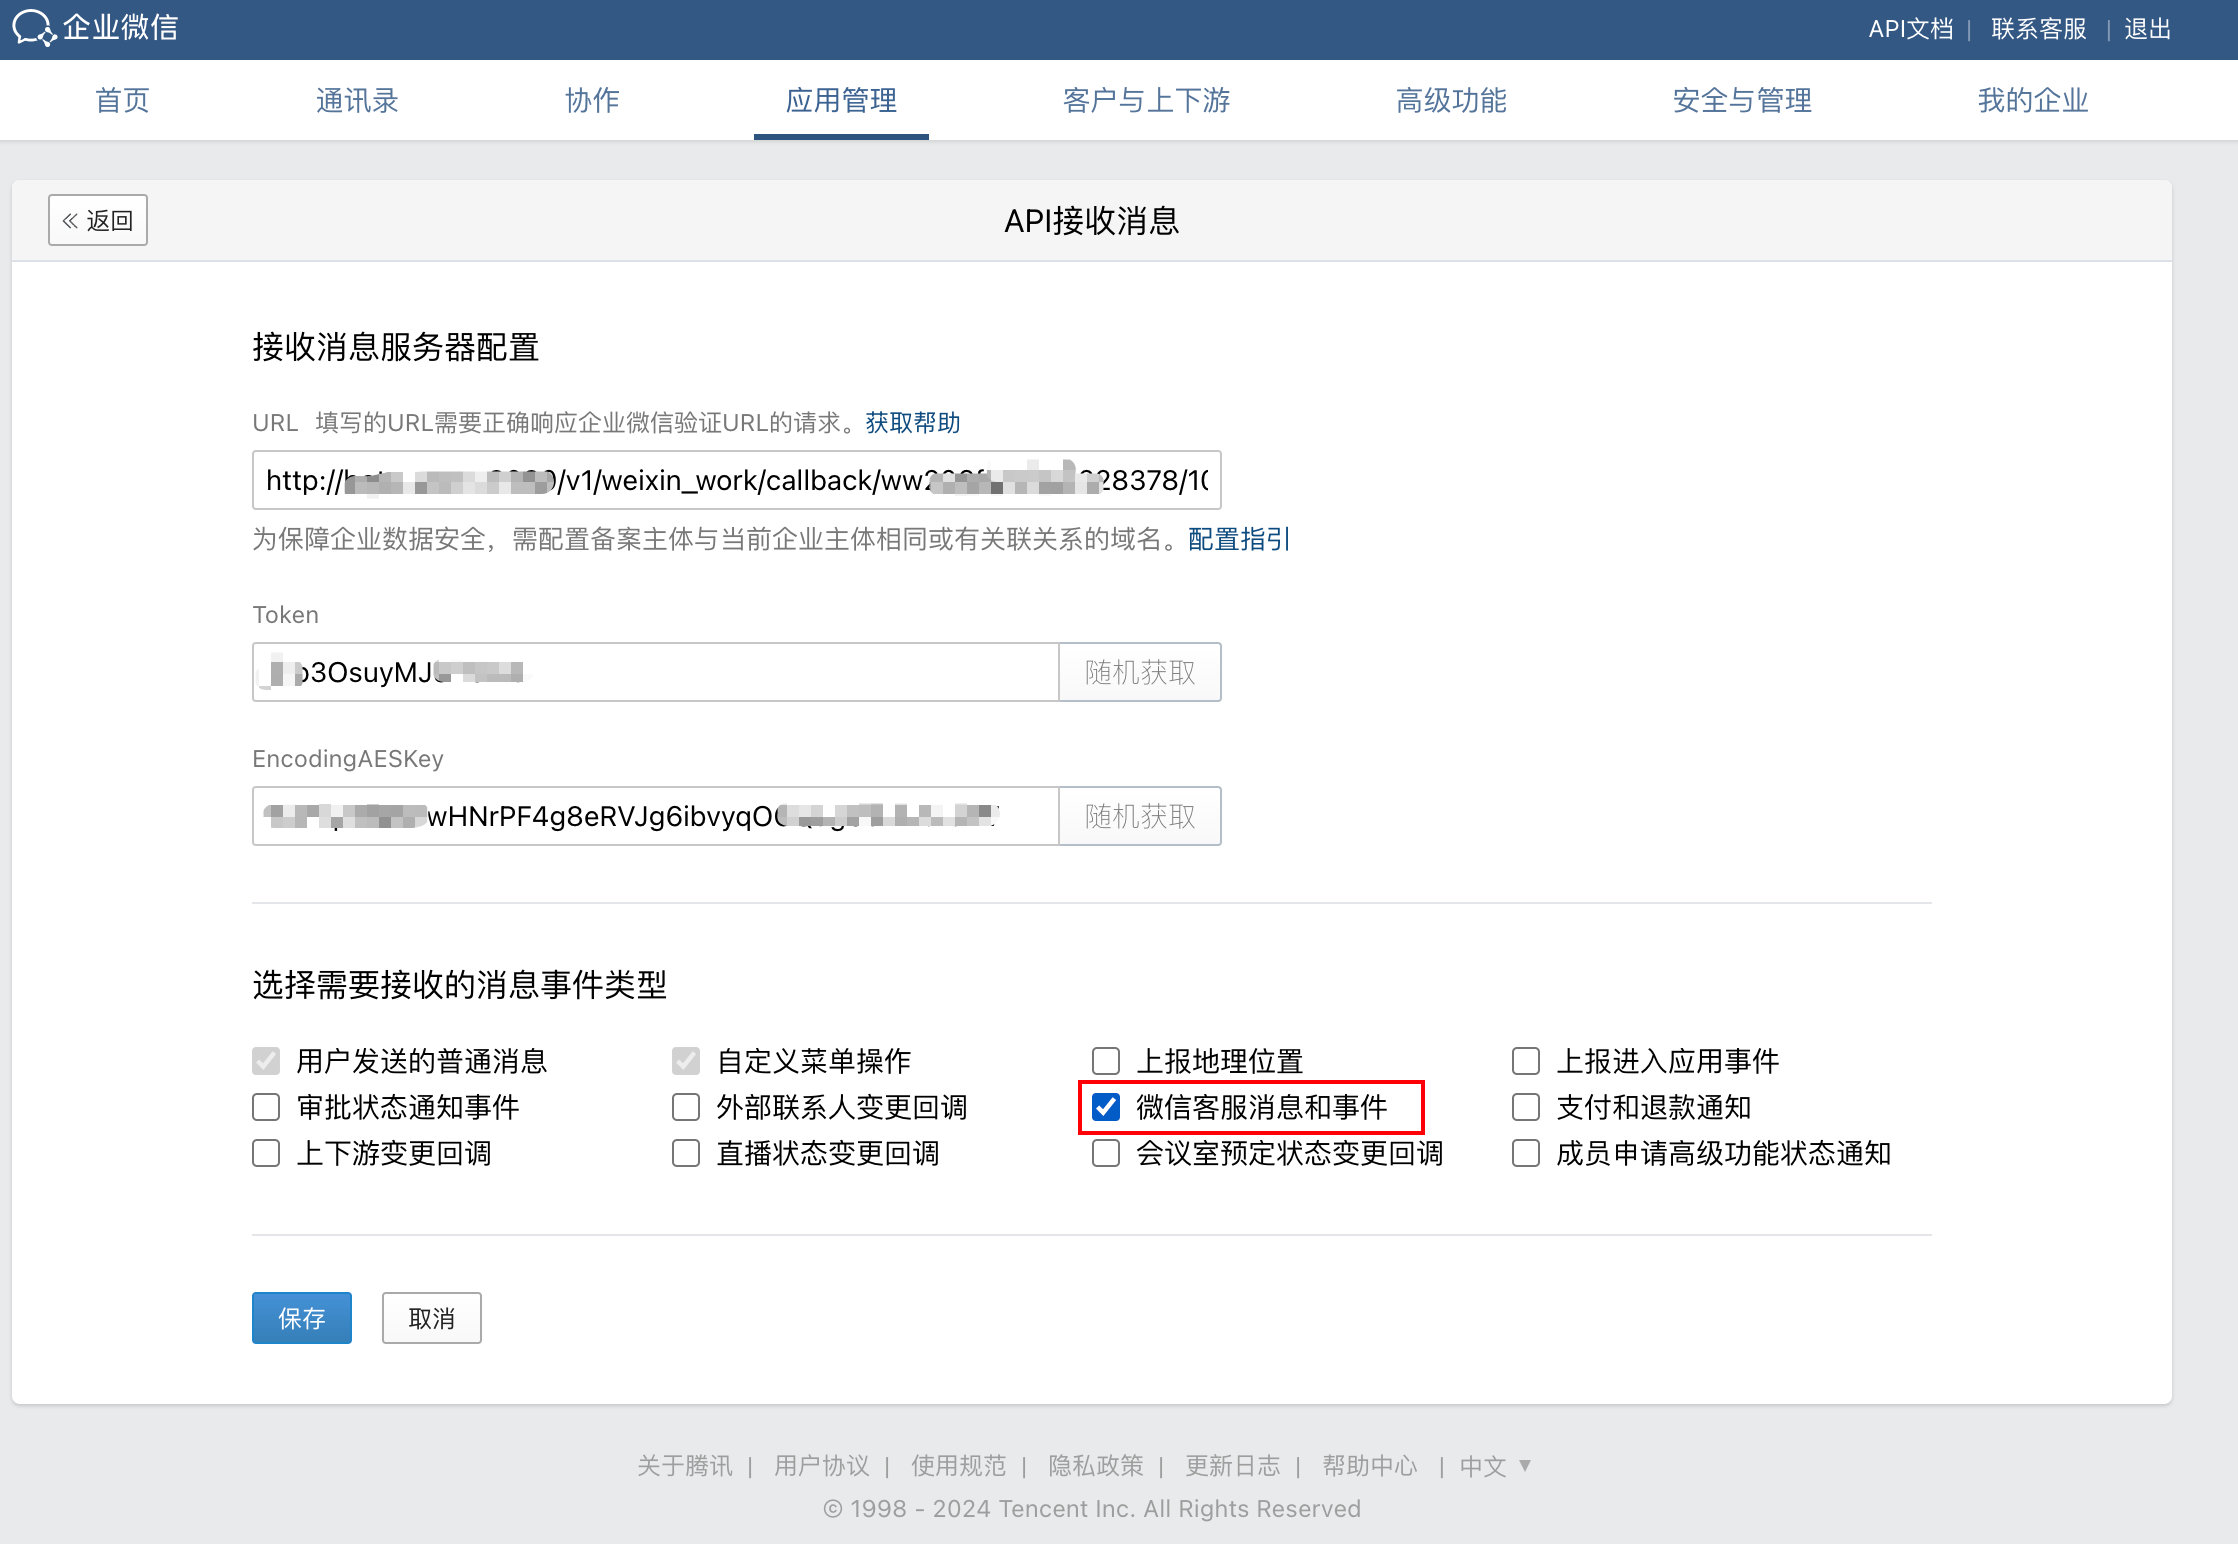 企业微信
API文档 | 联系客服 | 退出
首页 通讯录 协作 应用管理 客户与上下游 高级功能 安全与管理 我的企业
« 返回
API接收消息
接收消息服务器配置
URL 填写的URL需要正确响应企业微信验证URL的请求。获取帮助
http:// /v1/weixin_work/callback/ww 28378/10
为保障企业数据安全，需配置备案主体与当前企业主体相同或有关联关系的域名。配置指引
Token
b3OsuyMJ 随机获取
EncodingAESKey
wHNrPF4g8eRVJg6ibvyqO 随机获取
选择需要接收的消息事件类型
用户发送的普通消息 自定义菜单操作 上报地理位置 上报进入应用事件
审批状态通知事件 外部联系人变更回调 微信客服消息和事件 支付和退款通知
上下游变更回调 直播状态变更回调 会议室预定状态变更回调 成员申请高级功能状态通知
保存 取消
关于腾讯 | 用户协议 | 使用规范 | 隐私政策 | 更新日志 | 帮助中心 | 中文 ▼
© 1998 - 2024 Tencent Inc. All Rights Reserved